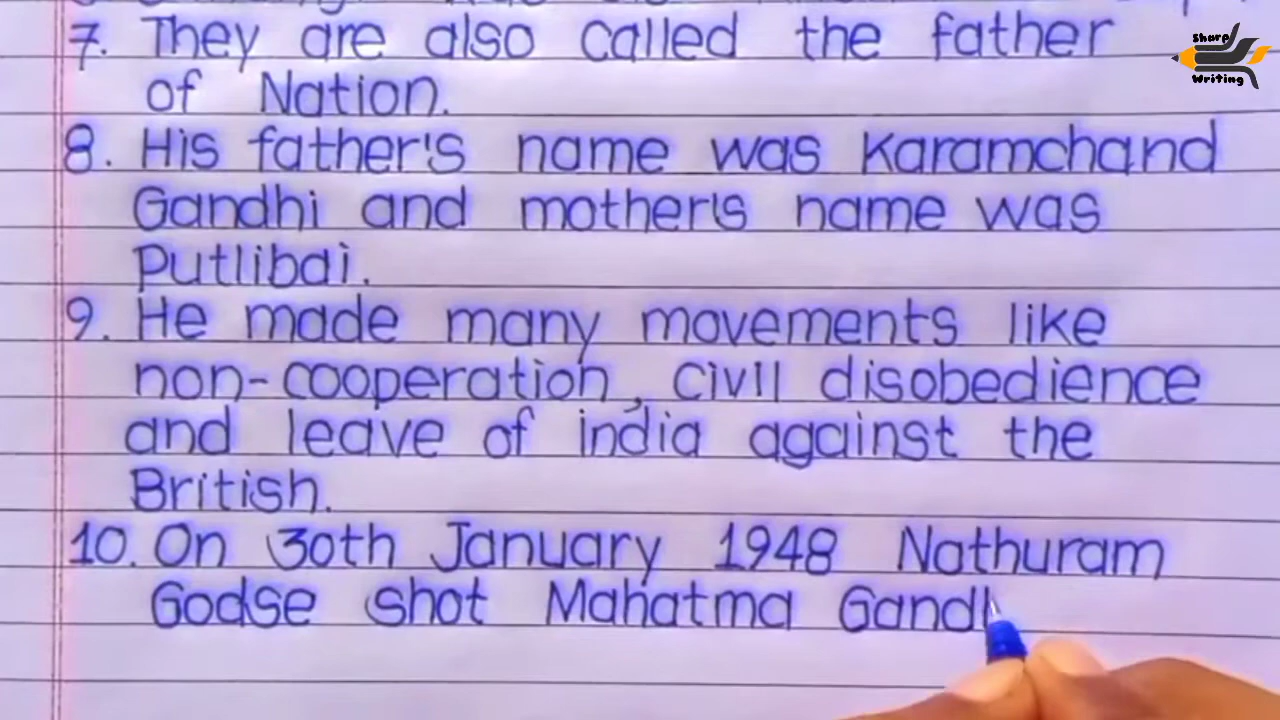 7. They are also called the father
of Nation.
8. His father's name was Karamchand
Gandhi and mother's name was
Putlibai.
9. He made many movements like
non-cooperation, civil disobedience
and leave of india against the
British.
10. On 30th January 1948 Nathuram
Godse shot Mahatma Gand
Sharp
Writing